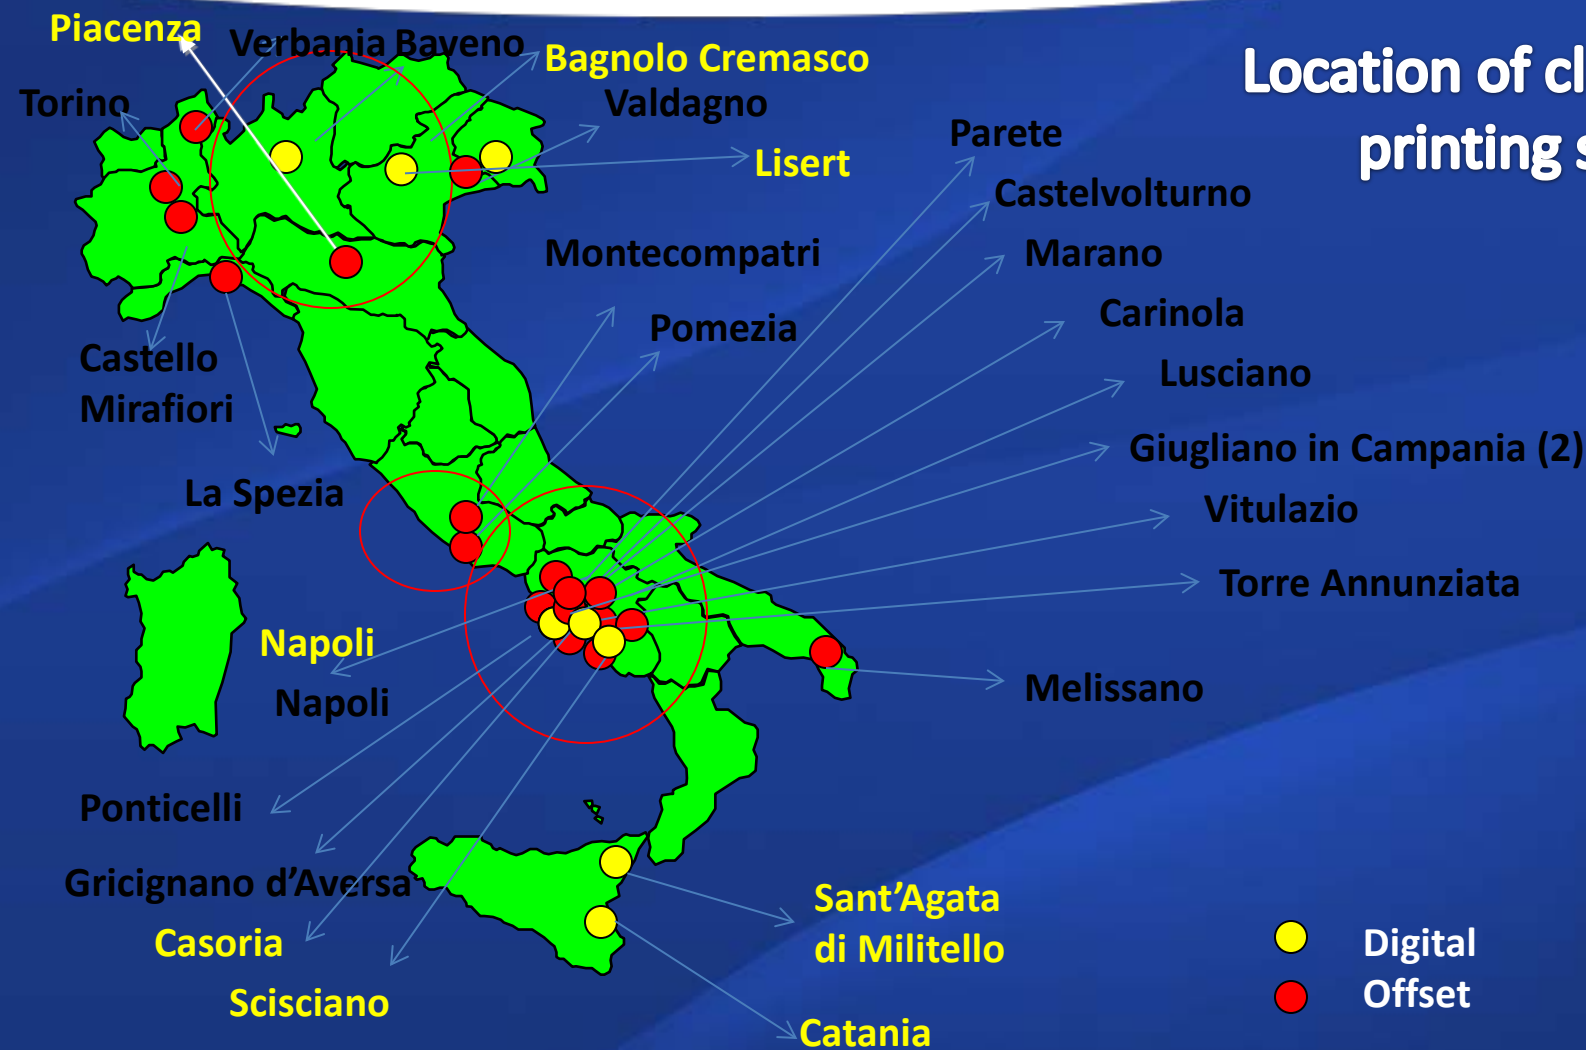 Piacenza
Verbania Baveno
Bagnolo Cremasco
Location of cl
printing s
Torino
Valdagno
Parete
Lisert
Castelvolturno
Montecompatri
Marano
Pomezia
Carinola
Castello
Mirafiori
Lusciano
Giugliano in Campania (2)
La Spezia
Vitulazio
Torre Annunziata
Napoli
Napoli
Melissano
Ponticelli
Gricignano d’Aversa
Casoria
Scisciano
Sant’Agata
di Militello
Catania
Digital
Offset